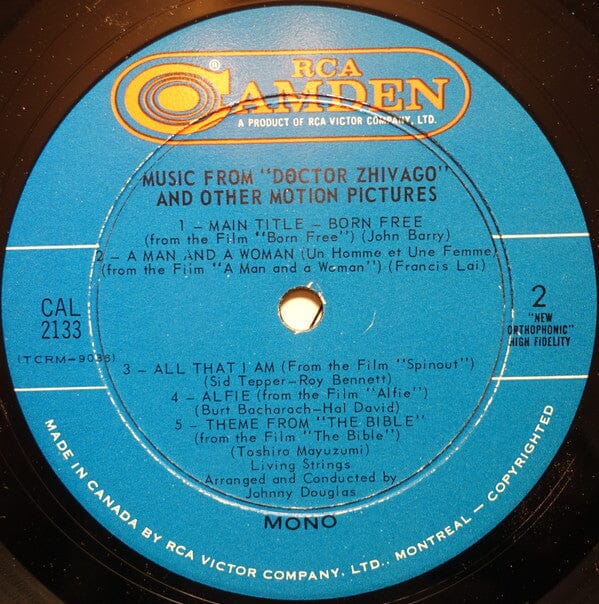 RCA
CAMDEN
®
A PRODUCT OF RCA VICTOR COMPANY, LTD.
MUSIC FROM "DOCTOR ZHIVAGO"
AND OTHER MOTION PICTURES
1 – MAIN TITLE – BORN FREE
(from the Film "Born Free") (John Barry)
2 – A MAN AND A WOMAN (Un Homme et Une Femme)
(from the Film "A Man and a Woman") (Francis Lai)
CAL
2133
(TCRM-9038)
2
"NEW
ORTHOPHONIC"
HIGH FIDELITY
3 – ALL THAT I AM (From the Film "Spinout")
(Sid Tepper–Roy Bennett)
4 – ALFIE (from the Film "Alfie")
(Burt Bacharach–Hal David)
5 – THEME FROM "THE BIBLE"
(from the Film "The Bible")
(Toshiro Mayuzumi)
Living Strings
Arranged and Conducted by
Johnny Douglas
MONO
MADE IN CANADA BY RCA VICTOR COMPANY, LTD., MONTREAL – COPYRIGHTED